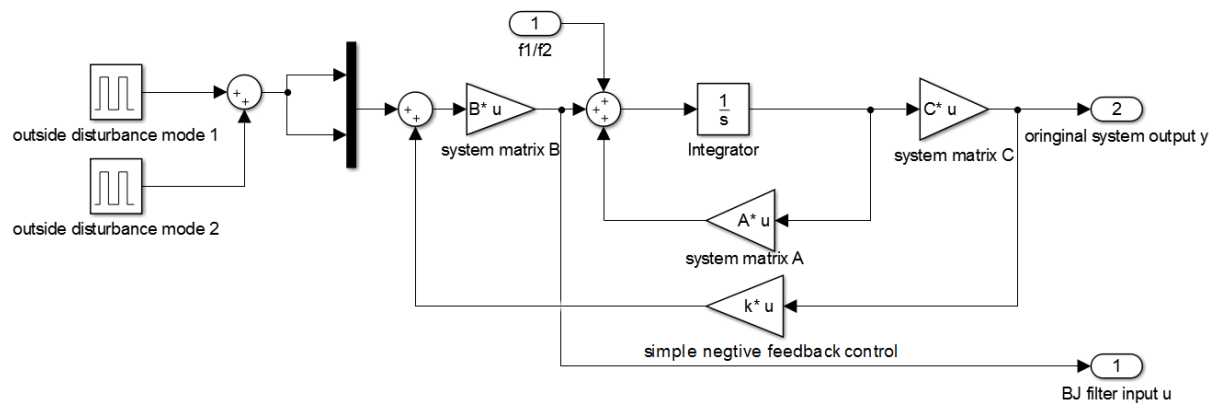 1
f1/f2
+
+
outside disturbance mode 1
+
+
B* u
system matrix B
+
+
+
1
s
Integrator
C* u
system matrix C
2
oringinal system output y
outside disturbance mode 2
A* u
system matrix A
k* u
simple negtive feedback control
1
BJ filter input u